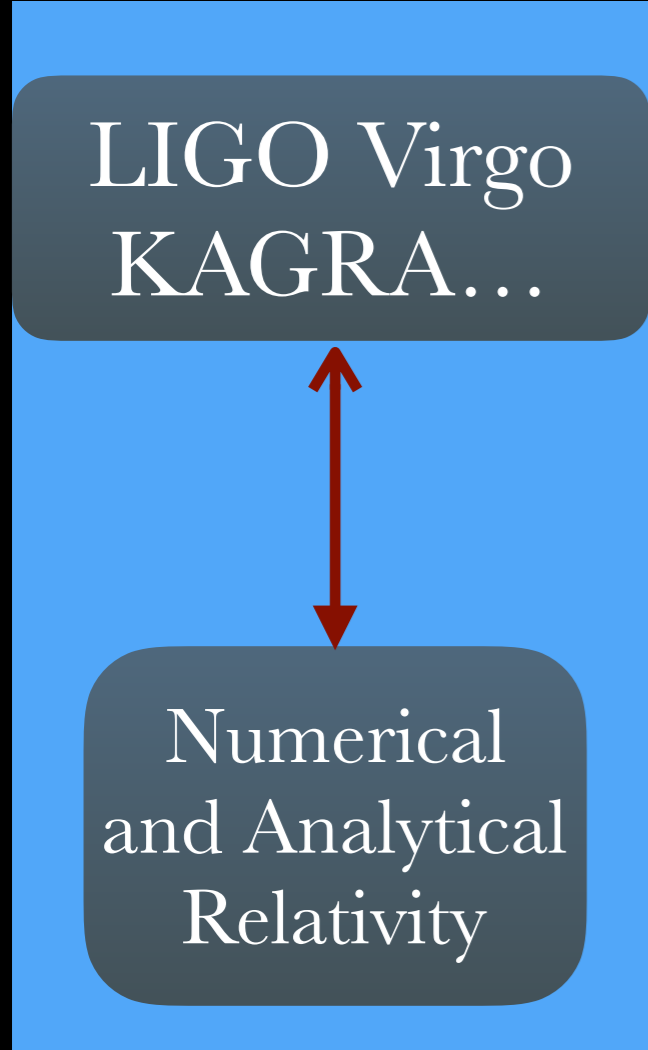 LIGO Virgo
KAGRA…
Numerical
and Analytical
Relativity